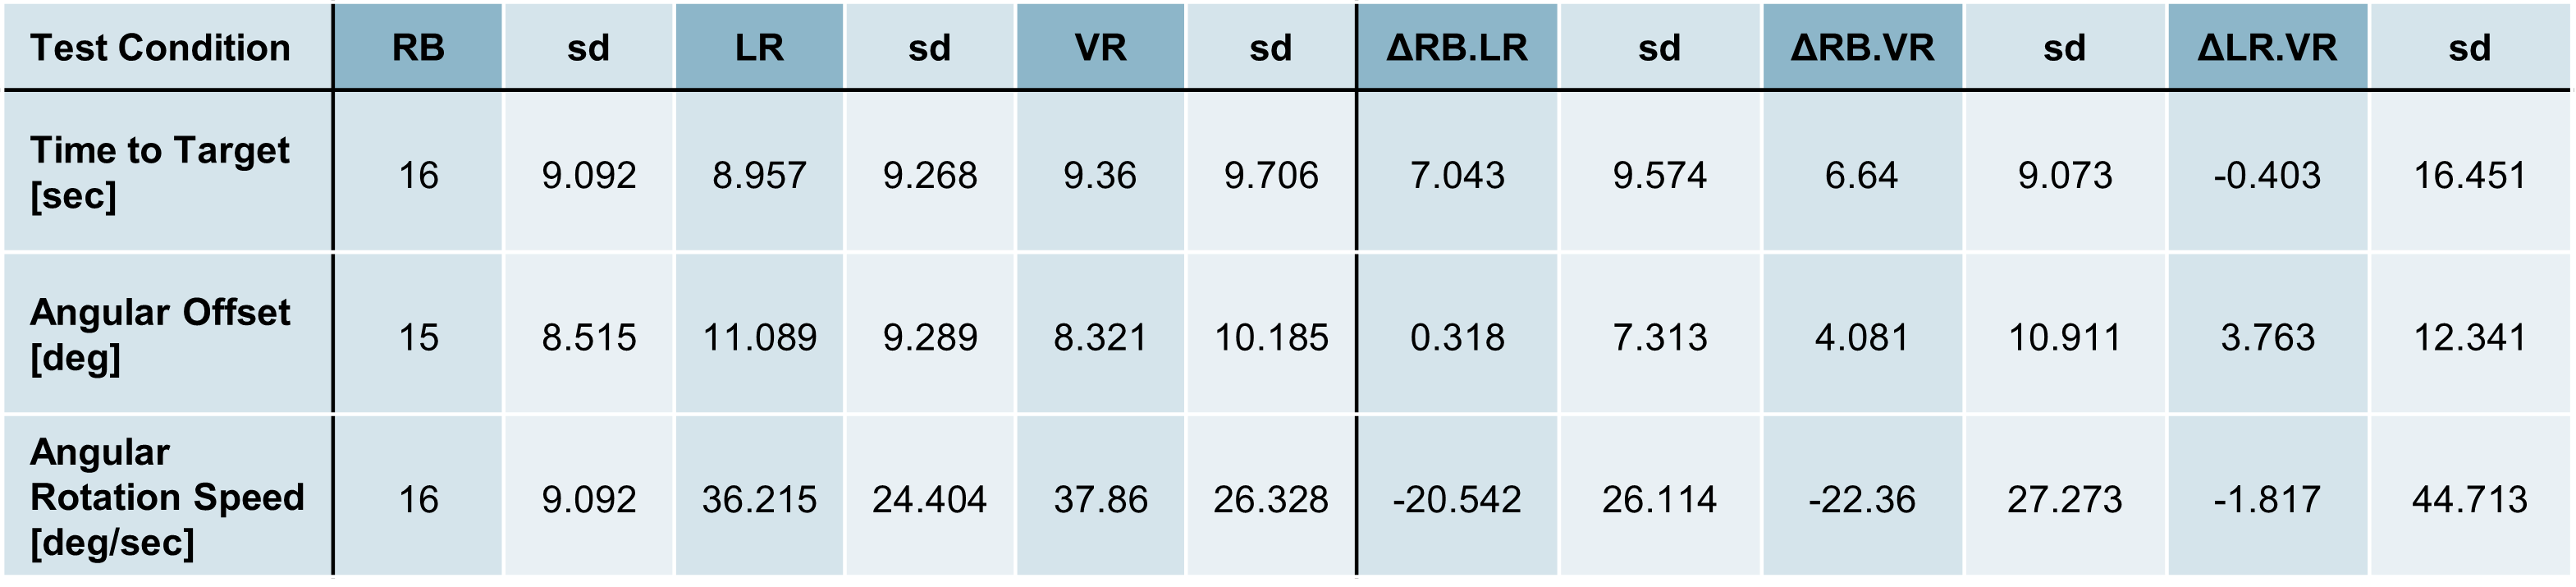 Test Condition RB sd LR sd VR sd ΔRB.LR sd ΔRB.VR sd ΔLR.VR sd
Time to Target
[sec] 16 9.092 8.957 9.268 9.36 9.706 7.043 9.574 6.64 9.073 -0.403 16.451
Angular Offset
[deg] 15 8.515 11.089 9.289 8.321 10.185 0.318 7.313 4.081 10.911 3.763 12.341
Angular
Rotation Speed
[deg/sec] 16 9.092 36.215 24.404 37.86 26.328 -20.542 26.114 -22.36 27.273 -1.817 44.713